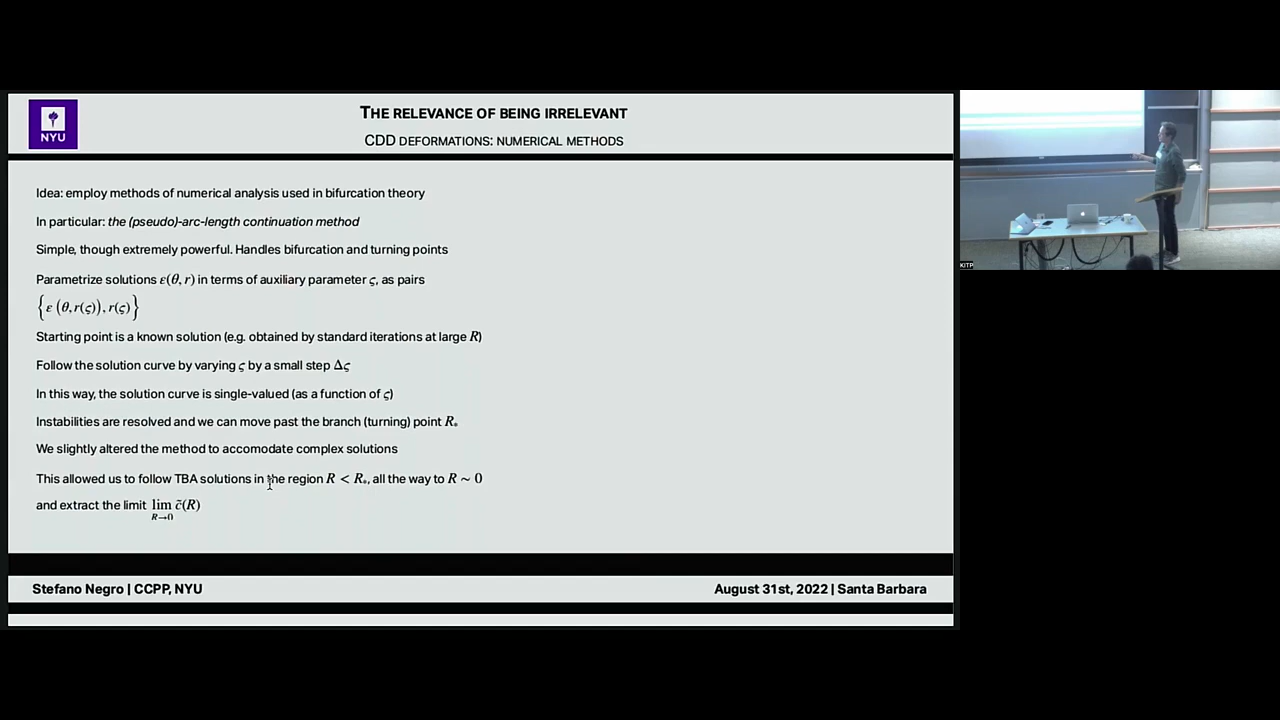 NYU
THE RELEVANCE OF BEING IRRELEVANT
CDD DEFORMATIONS: NUMERICAL METHODS
Idea: employ methods of numerical analysis used in bifurcation theory
In particular: the (pseudo)-arc-length continuation method
Simple, though extremely powerful. Handles bifurcation and turning points
Parametrize solutions ε(θ, r) in terms of auxiliary parameter ς, as pairs
{ε (θ, r(ς)), r(ς)}
Starting point is a known solution (e.g. obtained by standard iterations at large R)
Follow the solution curve by varying ς by a small step Δς
In this way, the solution curve is single-valued (as a function of ς)
Instabilities are resolved and we can move past the branch (turning) point R*
We slightly altered the method to accomodate complex solutions
This allowed us to follow TBA solutions in the region R < R*, all the way to R ∼ 0
and extract the limit lim c̃(R)
R→0
Stefano Negro | CCPP, NYU
August 31st, 2022 | Santa Barbara
KITP